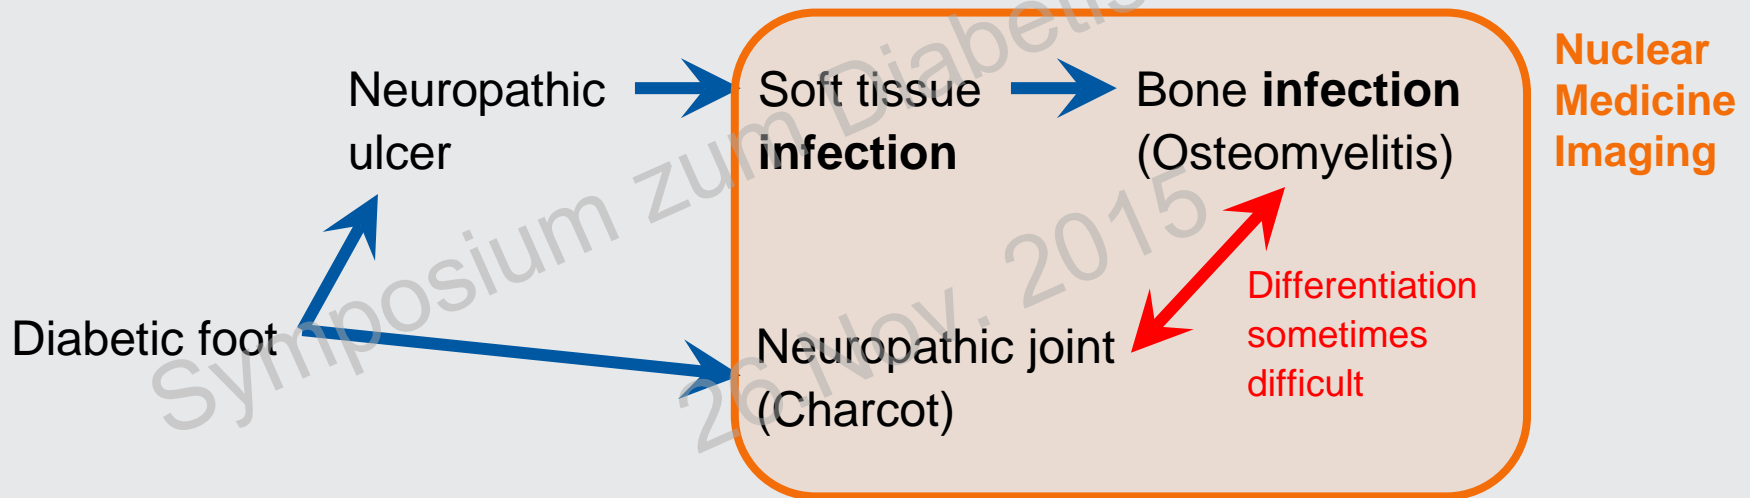 Neuropathic
ulcer
Soft tissue
infection
Bone infection
(Osteomyelitis)
Nuclear
Medicine
Imaging
Diabetic foot
Neuropathic joint
(Charcot)
Differentiation
sometimes
difficult
Symposium zum Diabetis
26.Nov. 2015